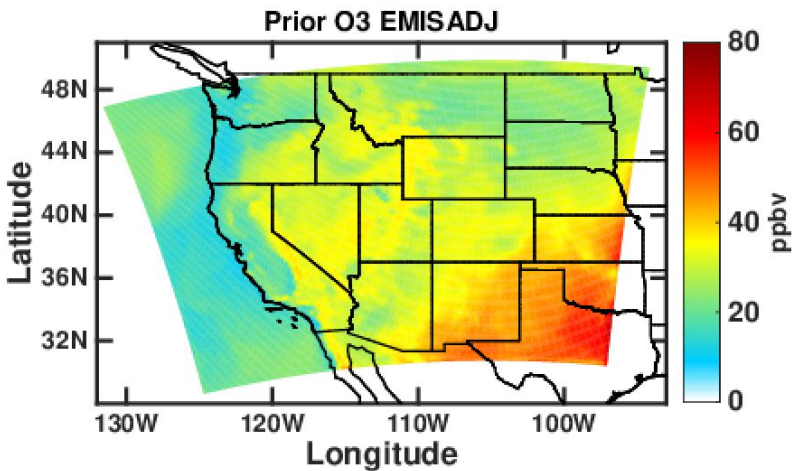 Prior O3 EMISADJ
48N
44N
40N
36N
32N
Latitude
130W 120W 110W 100W
Longitude
80
60
40
20
0
ppbv